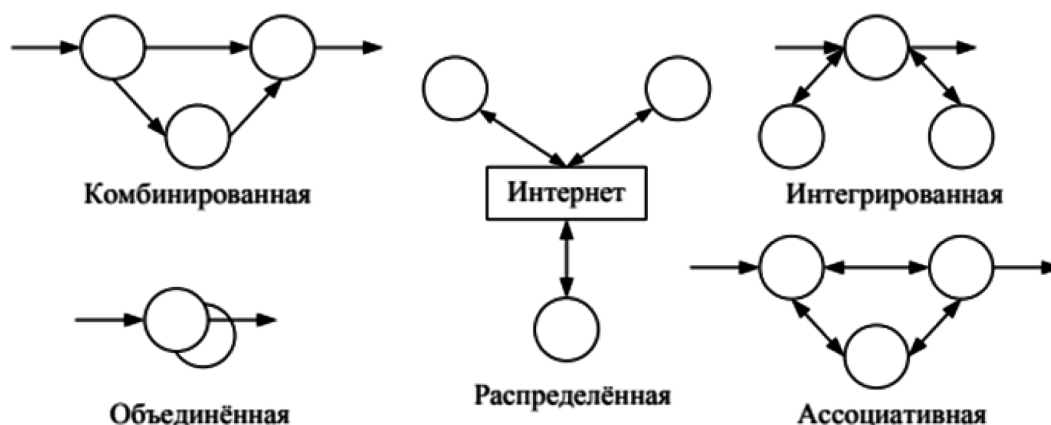 Комбинированная
Интернет
Интегрированная
Объединённая
Распределённая
Ассоциативная